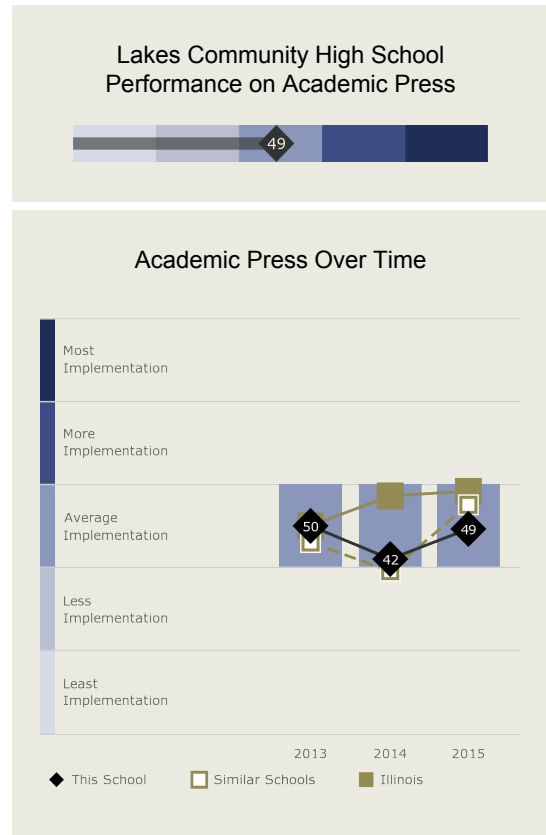 Lakes Community High School
Performance on Academic Press
49
Academic Press Over Time
Most
Implementation
More
Implementation
Average
Implementation
50
42
49
Less
Implementation
Least
Implementation
2013 2014 2015
This School Similar Schools Illinois